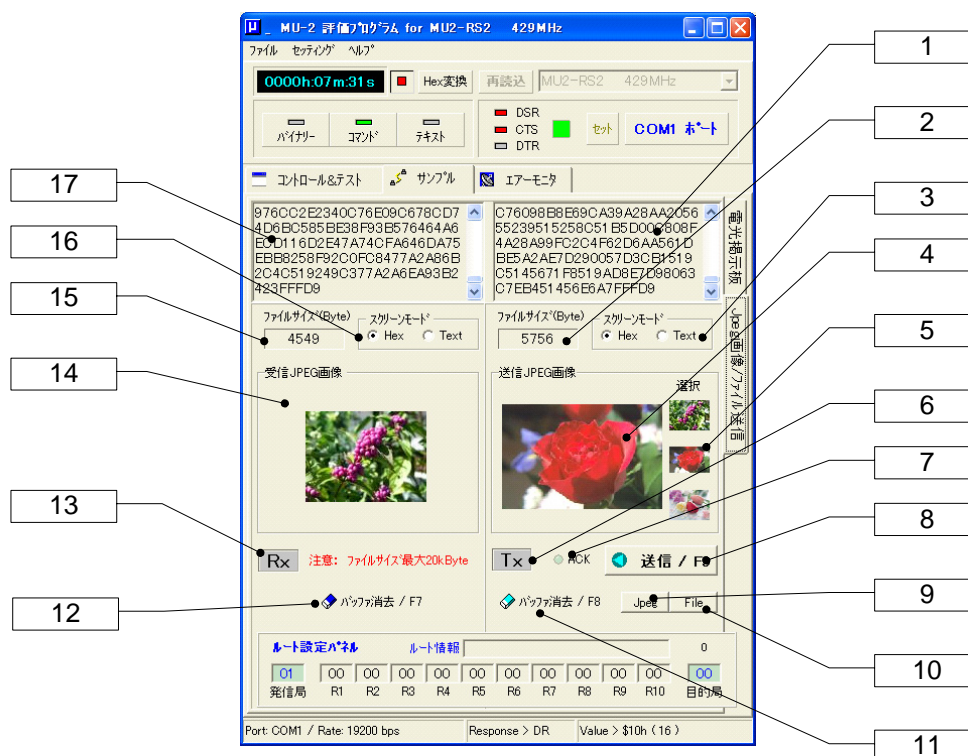 μ _ MU-2 評価ﾌﾟﾛｸﾞﾗﾑ for MU2-RS2 429MHz
ﾌｧｲﾙ ｾｯﾃｨﾝｸﾞ ﾍﾙﾌﾟ
0000h:07m:31s Hex変換 再読込 MU2-RS2 429MHz
DSR
CTS
DTR
ﾊﾞｲﾅﾘｰ ｺﾏﾝﾄﾞ ﾃｷｽﾄ
ｾｯﾄ COM1 ﾎﾟｰﾄ
ｺﾝﾄﾛｰﾙ&ﾃｽﾄ ｻﾝﾌﾟﾙ ｴｱｰﾓﾆﾀ
976CC2E2340C76E09C678CD7
4D6BC585BE38F93B576464A6
ECD116D2E47A74CFA646DA75
EBB8258F92C0FC8477A2A86B
2C4C519249C377A2A6EA93B2
423FFFD9
C76098B8E69CA39A28AA2056
55239515258C51B5D00C808F
4A28A99FC2C4F62D6AA561D
BE5A2AE7D290057D3CB1519
C5145671F8519AD8E7D98063
C7EB451456E6A7FFFD9
電光掲示板
Jpeg画像/ﾌｧｲﾙ送信
ﾌｧｲﾙｻｲｽﾞ(Byte)
4549
ｽｸﾘｰﾝﾓｰﾄﾞ
Hex Text
ﾌｧｲﾙｻｲｽﾞ(Byte)
5756
ｽｸﾘｰﾝﾓｰﾄﾞ
Hex Text
受信JPEG画像
送信JPEG画像
選択
Rx 注意: ﾌｧｲﾙｻｲｽﾞ最大20kByte
Tx ACK 送信 / F9
ﾊﾞｯﾌｧ消去 / F7
ﾊﾞｯﾌｧ消去 / F8 Jpeg File
ﾙｰﾄ設定ﾊﾟﾈﾙ ﾙｰﾄ情報 0
01 00 00 00 00 00 00 00 00 00 00 00
発信局 R1 R2 R3 R4 R5 R6 R7 R8 R9 R10 目的局
Port: COM1 / Rate: 19200 bps Response > DR Value > $10h ( 16 )
1
2
3
4
5
6
7
8
9
10
11
12
13
14
15
16
17